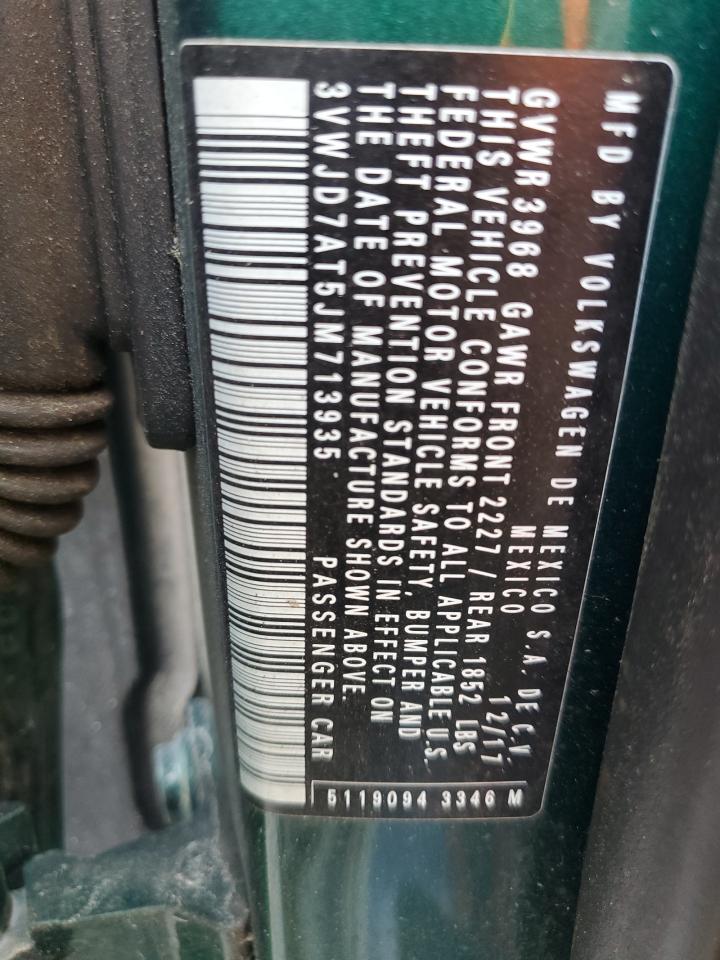 MFD BY VOLKSWAGEN DE MEXICO S.A. DE C.V.
MEXICO 12/17
GVWR 3968 GAWR FRONT 2227 / REAR 1852 LBS
THIS VEHICLE CONFORMS TO ALL APPLICABLE U.S.
FEDERAL MOTOR VEHICLE SAFETY, BUMPER AND
THEFT PREVENTION STANDARDS IN EFFECT ON
THE DATE OF MANUFACTURE SHOWN ABOVE.
3VWJD7AT5JM713935 PASSENGER CAR
5119094 3346 M